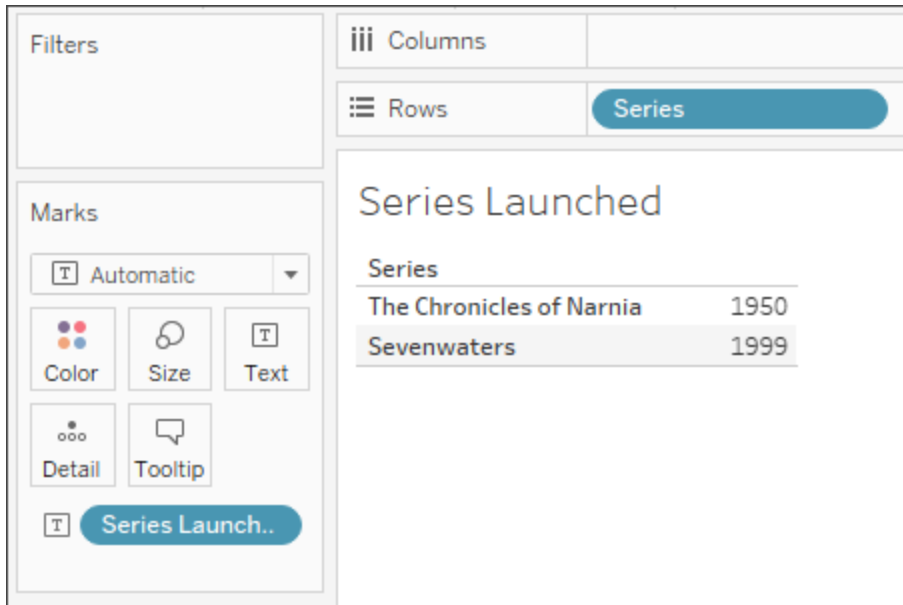 Filters
Columns
Rows Series
Marks
T Automatic
Color Size T Text
Detail Tooltip
T Series Launch..
Series Launched
Series
The Chronicles of Narnia 1950
Sevenwaters 1999